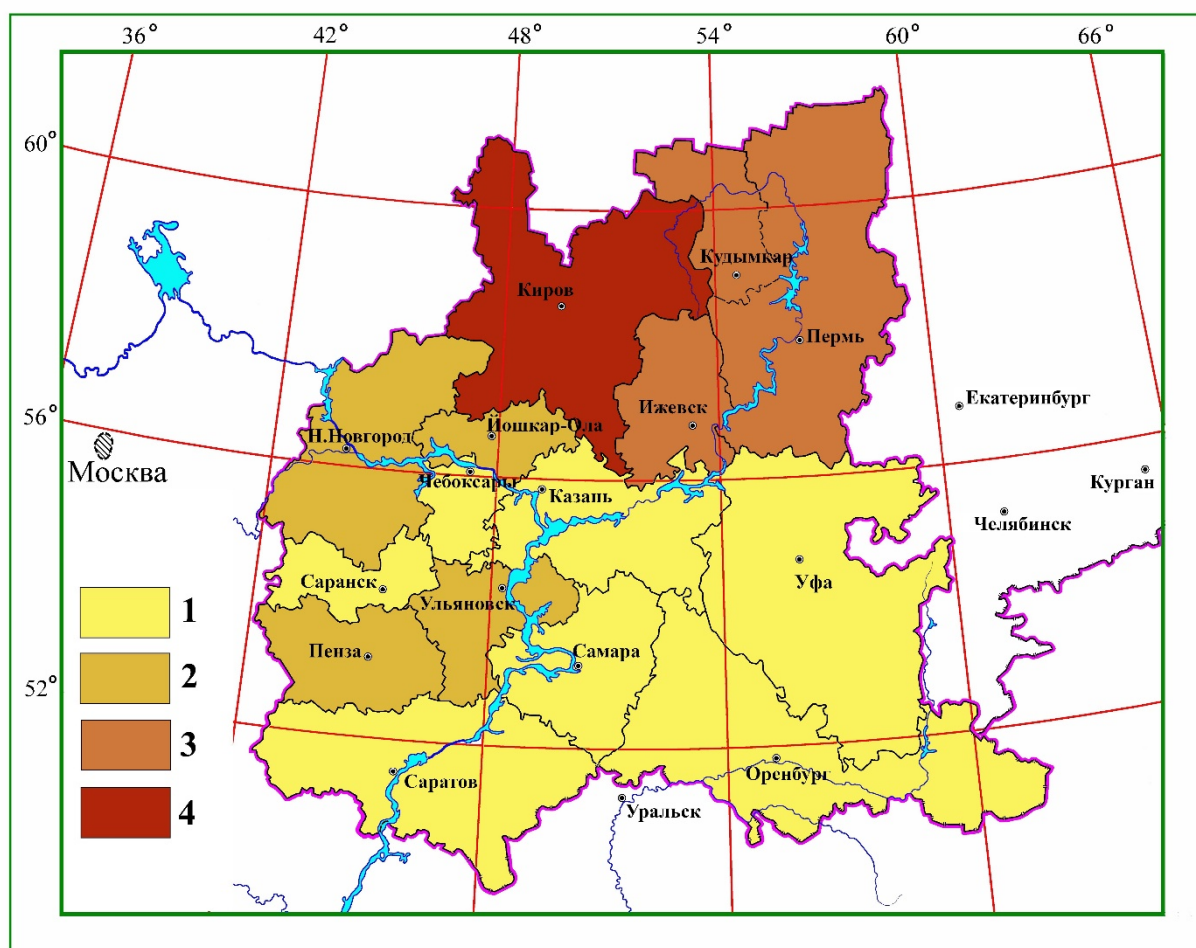 36°
42°
48°
54°
60°
66°
60°
Кудымкар
Киров
Пермь
Екатеринбург
56°
Ижевск
Йошкар-Ола
Н.Новгород
Москва
Чебоксары
Казань
Курган
Челябинск
Уфа
Саранск
Ульяновск
1
Пенза
Самара
2
52°
3
Саратов
Оренбург
Уральск
4